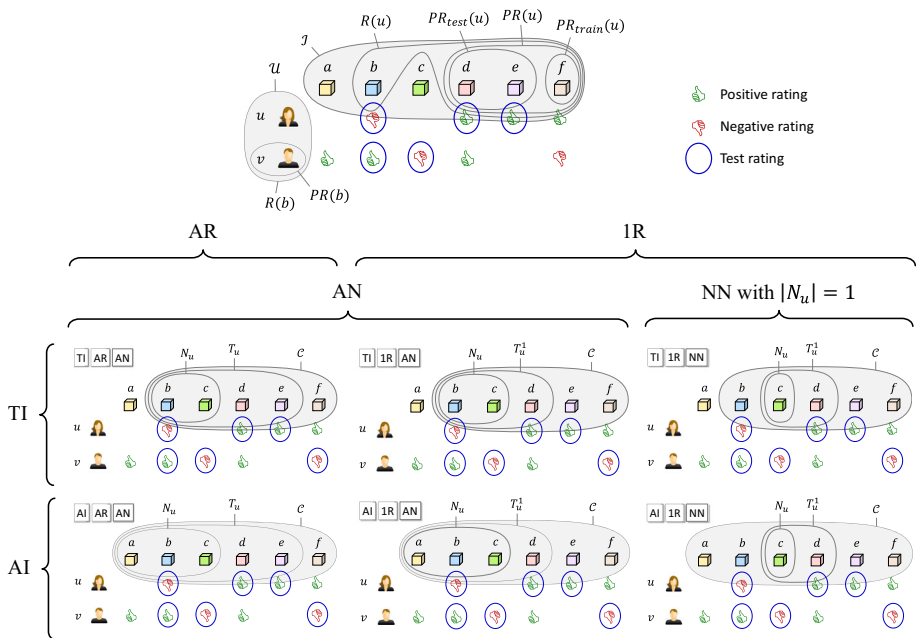 R(u) PR_test(u) PR(u) PR_train(u)
ℐ
a b c d e f
𝒰
u
v
R(b) PR(b)
Positive rating
Negative rating
Test rating
AR 1R
AN NN with |N_u| = 1
TI
TI AR AN N_u T_u 𝒞
a b c d e f
u
v
TI 1R AN N_u T_u^1 𝒞
a b c d e f
u
v
TI 1R NN N_u T_u^1 𝒞
a b c d e f
u
v
AI
AI AR AN N_u T_u 𝒞
a b c d e f
u
v
AI 1R AN N_u T_u^1 𝒞
a b c d e f
u
v
AI 1R NN N_u T_u^1 𝒞
a b c d e f
u
v